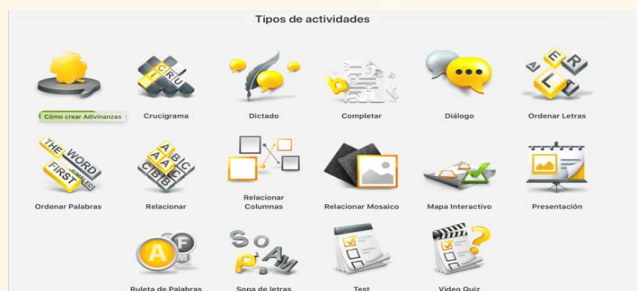 Tipos de actividades
Cómo crear Adivinanzas
Crucigrama
Dictado
Completar
Diálogo
Ordenar Letras
Ordenar Palabras
Relacionar
Relacionar
Columnas
Relacionar Mosaico
Mapa Interactivo
Presentación
Ruleta de Palabras
Sopa de letras
Test
Video Quiz